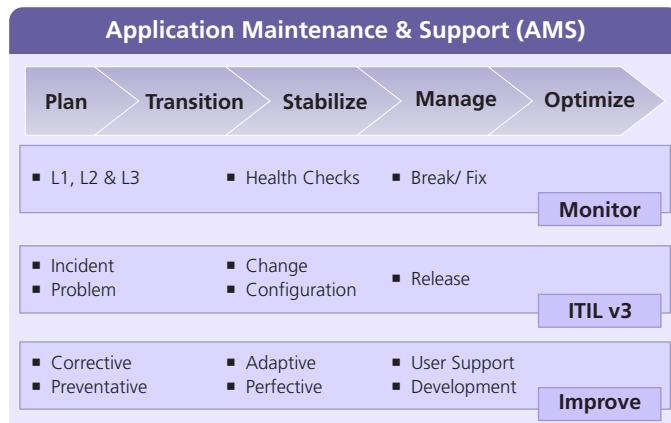 Application Maintenance & Support (AMS)
Plan Transition Stabilize Manage Optimize
▪ L1, L2 & L3 ▪ Health Checks ▪ Break/ Fix
Monitor
▪ Incident ▪ Change ▪ Release
▪ Problem ▪ Configuration
ITIL v3
▪ Corrective ▪ Adaptive ▪ User Support
▪ Preventative ▪ Perfective ▪ Development
Improve